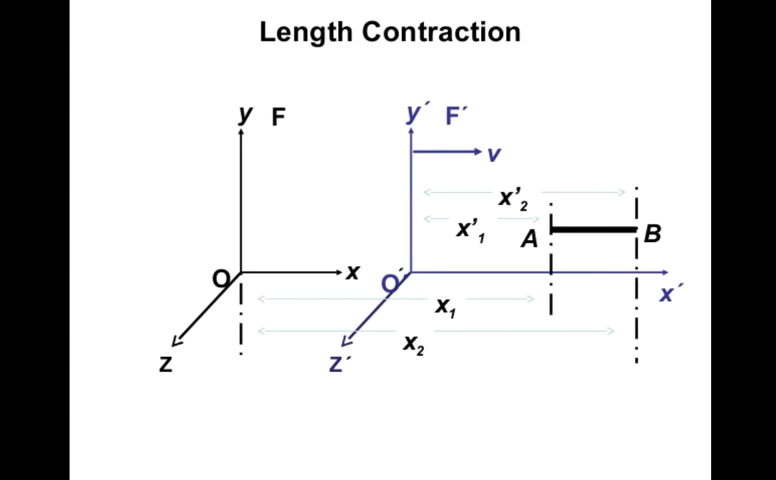 Length Contraction
y F
y´ F´
v
x’2
x’1
A
B
O
x
O´
x´
x1
x2
z
z´